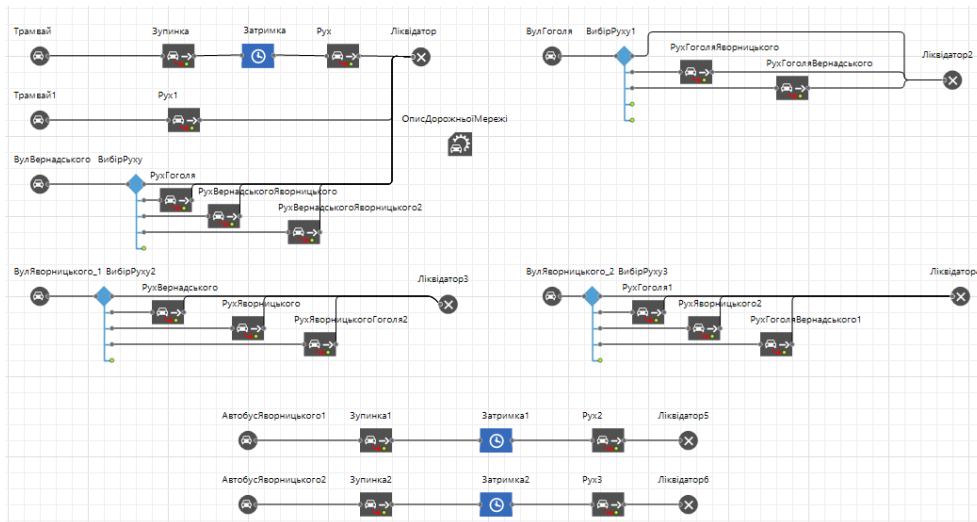 Трамвай Зупинка Затримка Рух Ліквідатор
ВулГоголя ВибірРуху1
РухГоголяЯворницького
РухГоголяВернадського
Ліквідатор2
Трамвай1 Рух1
ОписДорожньоїМережі
ВулВернадського ВибірРуху
РухГоголя
РухВернадськогоЯворницького
РухВернадськогоЯворницького2
ВулЯворницького_1 ВибірРуху2
Ліквідатор3
РухВернадського
РухЯворницького
РухЯворницькогоГоголя2
ВулЯворницького_2 ВибірРуху3
РухГоголя1
РухЯворницького2
РухГоголяВернадського1
АвтобусЯворницького1 Зупинка1 Затримка1 Рух2 Ліквідатор5
АвтобусЯворницького2 Зупинка2 Затримка2 Рух3 Ліквідатор6